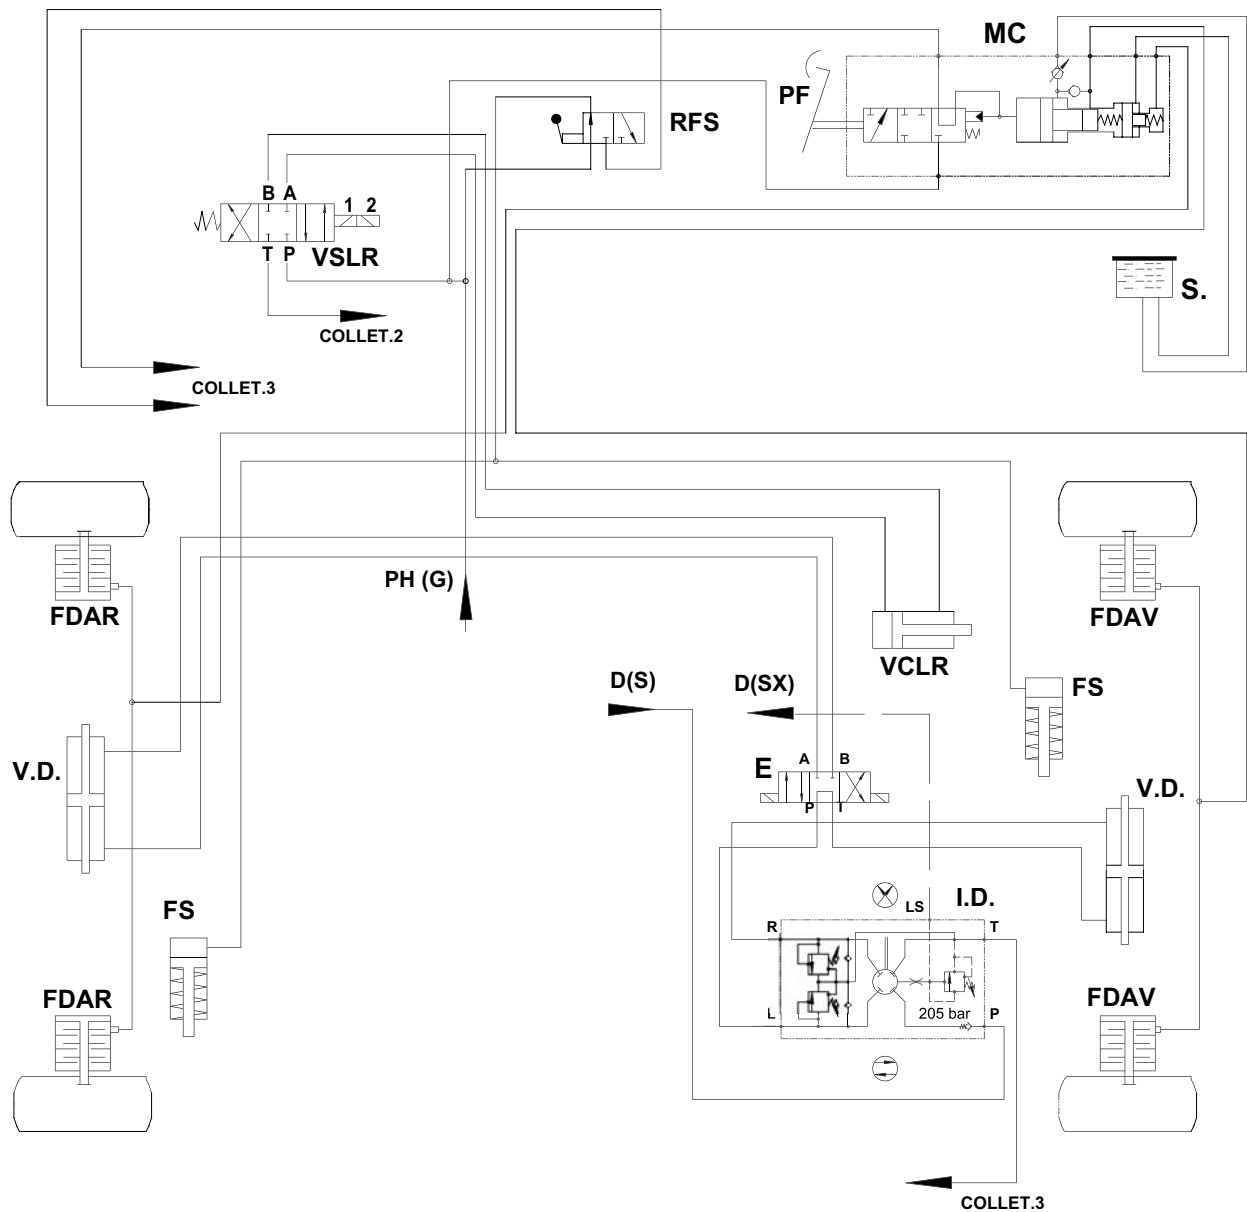 MC
PF
RFS
B A
1 2
T P
VSLR
S.
COLLET.2
COLLET.3
PH (G)
FDAR
FDAV
VCLR
D(S)
D(SX)
FS
V.D.
E
A
B
P
T
V.D.
FS
I.D.
LS
R
T
L
P
205 bar
FDAR
FDAV
COLLET.3